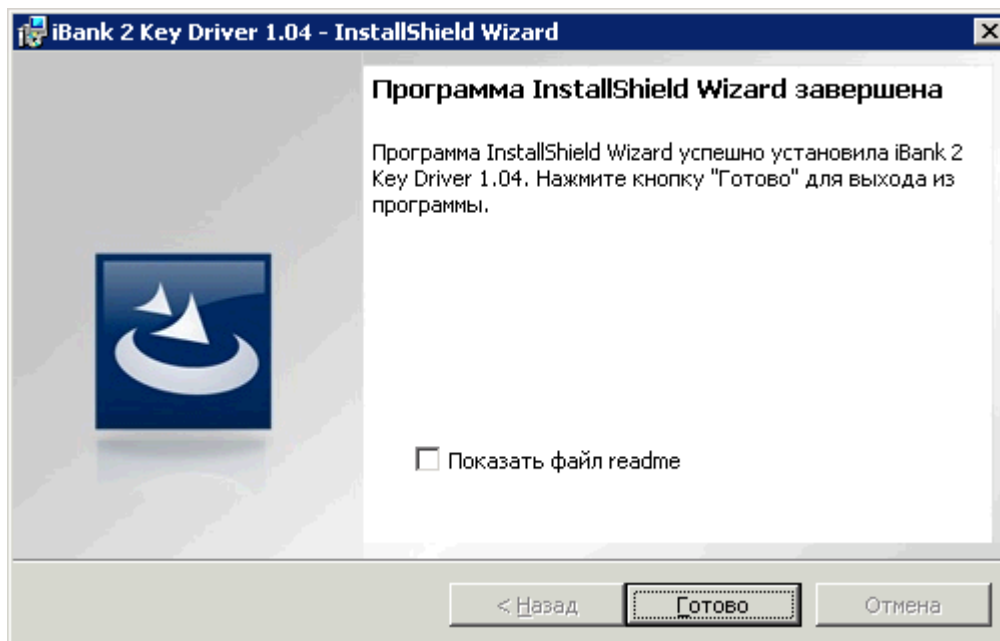 iBank 2 Key Driver 1.04 - InstallShield Wizard
Программа InstallShield Wizard завершена
Программа InstallShield Wizard успешно установила iBank 2
Key Driver 1.04. Нажмите кнопку "Готово" для выхода из
программы.
Показать файл readme
< Назад Готово Отмена